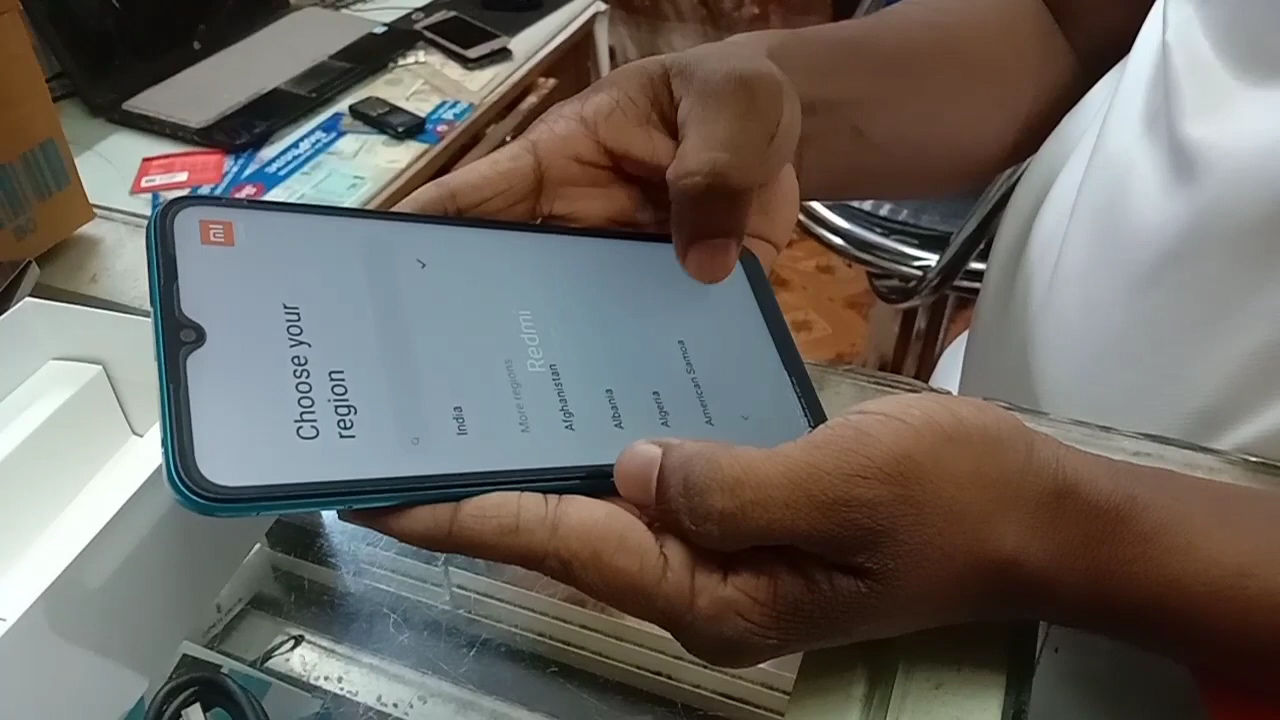 mi
Choose your
region
India
More regions
Redmi
Afghanistan
Albania
Algeria
American Samoa